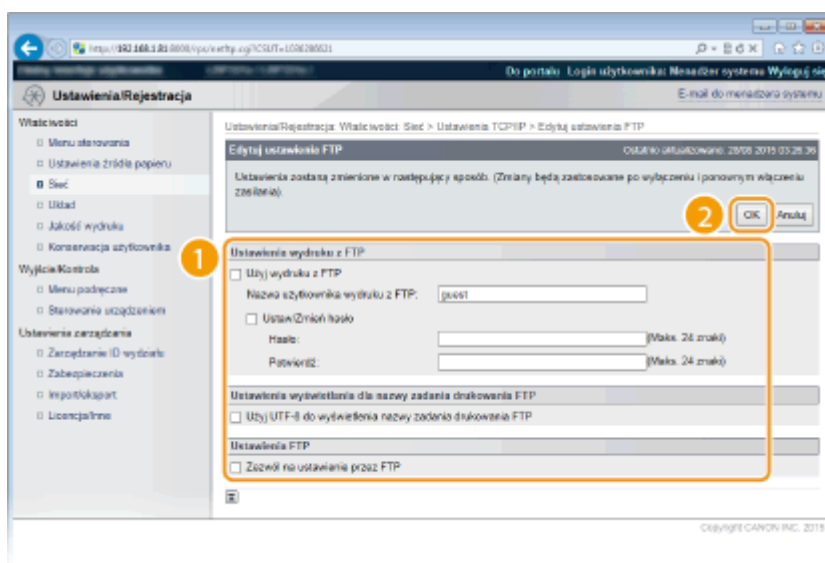 Do portalu Login użytkownika: Menedżer systemu Wyloguj się
Ustawienia/Rejestracja
E-mail do menedżera systemu
Właściwości
Menu sterowania
Ustawienia źródła papieru
Sieć
Układ
Jakość wydruku
Konserwacja użytkownika
Wyjście/Kontrola
Menu podręczne
Sterowanie urządzeniem
Ustawienia zarządzania
Zarządzanie ID wydziału
Zabezpieczenia
Import/eksport
Licencja/Inne
Ustawienia/Rejestracja: Właściwości: Sieć > Ustawienia TCP/IP > Edytuj ustawienia FTP
Edytuj ustawienia FTP
Ostatnio aktualizowano: 28/08 2015 03:26:36
Ustawienia zostaną zmienione w następujący sposób. (Zmiany będą zastosowane po wyłączeniu i ponownym włączeniu
zasilania).
2
OK
Anuluj
1
Ustawienia wydruku z FTP
Użyj wydruku z FTP
Nazwa użytkownika wydruku z FTP: guest
Ustaw/Zmień hasło
Hasło: (Maks. 24 znaki)
Potwierdź: (Maks. 24 znaki)
Ustawienia wyświetlania dla nazwy zadania drukowania FTP
Użyj UTF-8 do wyświetlenia nazwy zadania drukowania FTP
Ustawienia FTP
Zezwól na ustawienia przez FTP
Copyright CANON INC. 2015